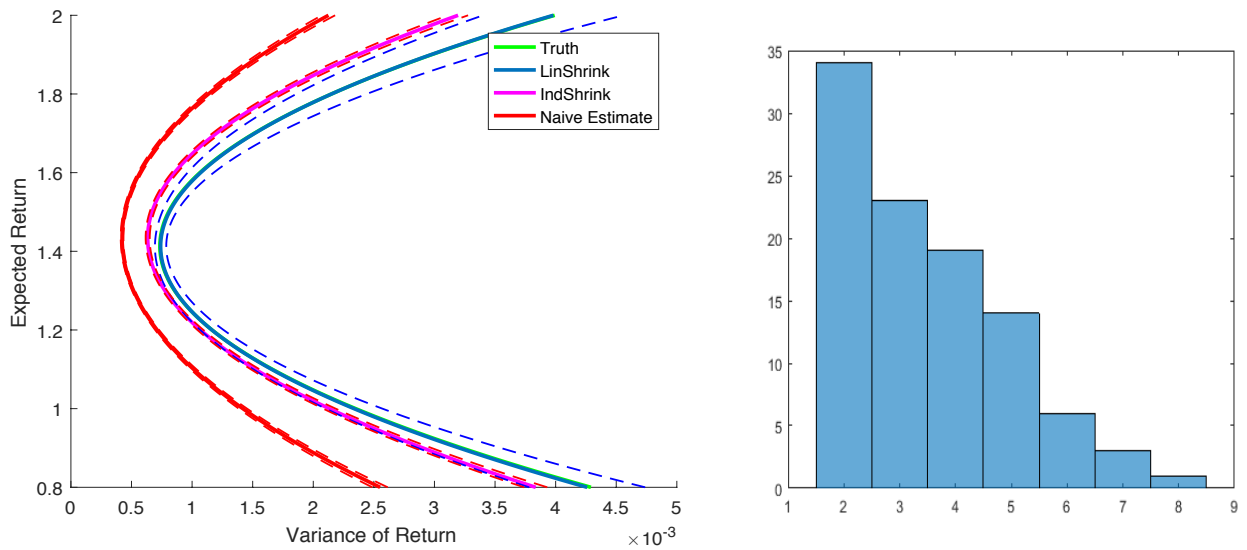 2
1.8
1.6
1.4
1.2
1
0.8
Expected Return
0 0.5 1 1.5 2 2.5 3 3.5 4 4.5 5
Variance of Return
×10⁻³
Truth
LinShrink
IndShrink
Naive Estimate
35
30
25
20
15
10
5
0
1 2 3 4 5 6 7 8 9